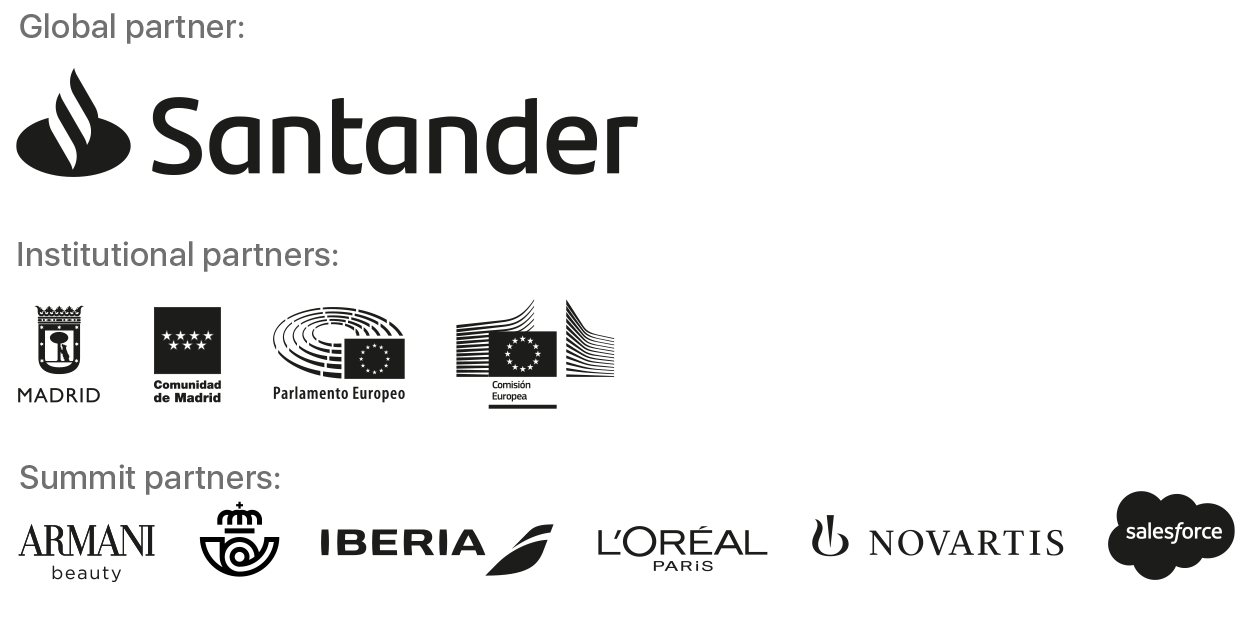 Global partner:
Santander
Institutional partners:
MADRID
Comunidad
de Madrid
Parlamento Europeo
Comisión
Europea
Summit partners:
ARMANI
beauty
IBERIA
L'ORÉAL
PARiS
NOVARTIS
salesforce